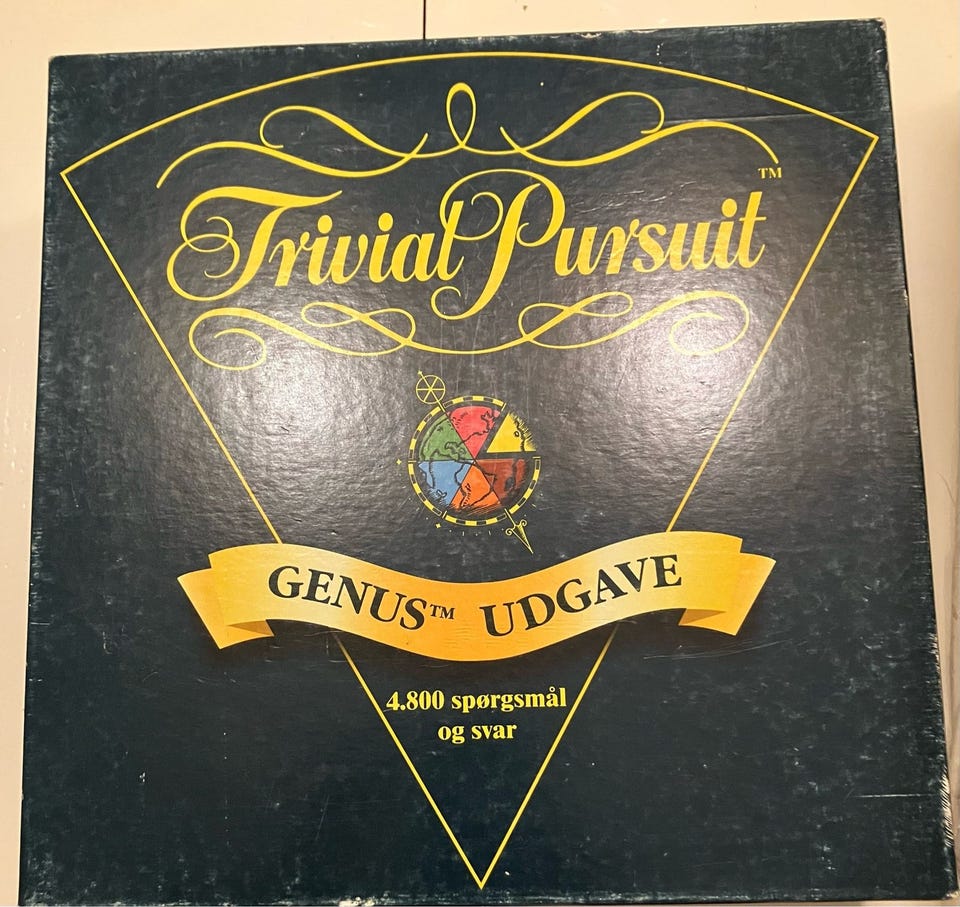 Trivial Pursuit™
GENUS™ UDGAVE
4.800 spørgsmål
og svar